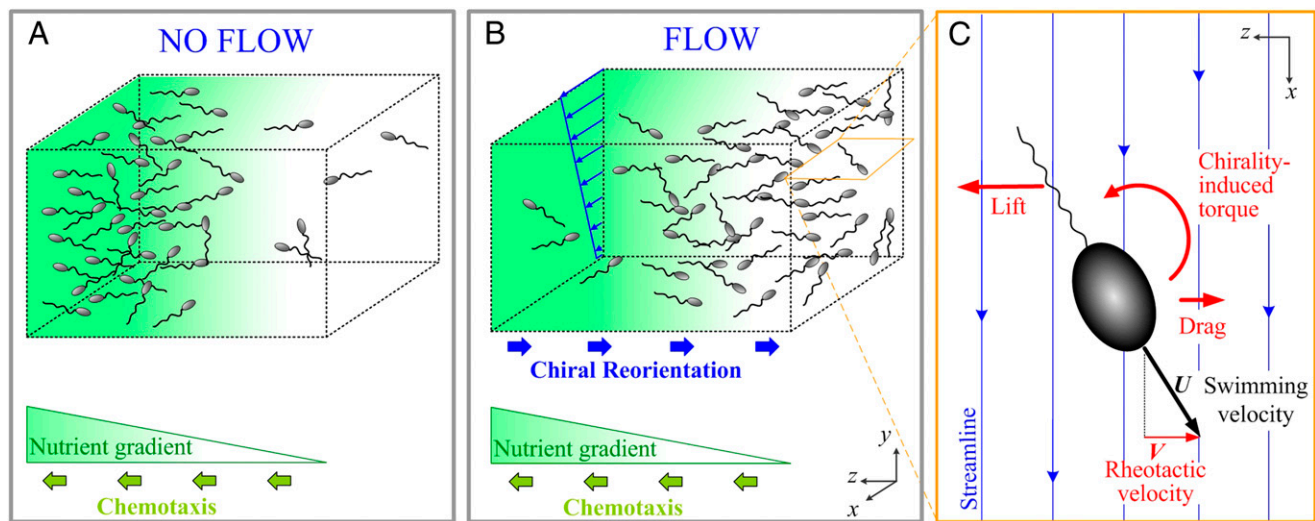 A
NO FLOW
Nutrient gradient
Chemotaxis
B
FLOW
Chiral Reorientation
Nutrient gradient
Chemotaxis
y
z
x
C
z
x
Chirality-
induced
torque
Lift
Drag
U Swimming
velocity
V
Rheotactic
velocity
Streamline